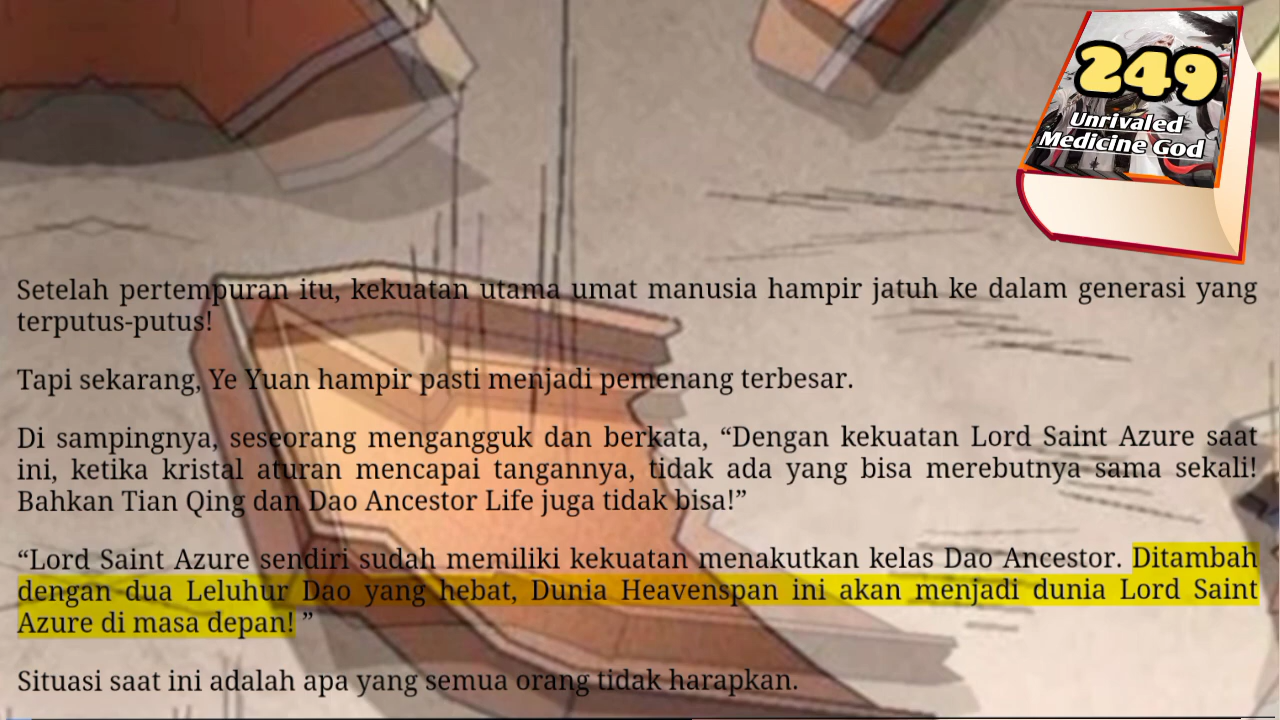 249
Unrivaled
Medicine God
Setelah pertempuran itu, kekuatan utama umat manusia hampir jatuh ke dalam generasi yang
terputus-putus!
Tapi sekarang, Ye Yuan hampir pasti menjadi pemenang terbesar.
Di sampingnya, seseorang mengangguk dan berkata, “Dengan kekuatan Lord Saint Azure saat
ini, ketika kristal aturan mencapai tangannya, tidak ada yang bisa merebutnya sama sekali!
Bahkan Tian Qing dan Dao Ancestor Life juga tidak bisa!”
“Lord Saint Azure sendiri sudah memiliki kekuatan menakutkan kelas Dao Ancestor. Ditambah
dengan dua Leluhur Dao yang hebat, Dunia Heavenspan ini akan menjadi dunia Lord Saint
Azure di masa depan! ”
Situasi saat ini adalah apa yang semua orang tidak harapkan.